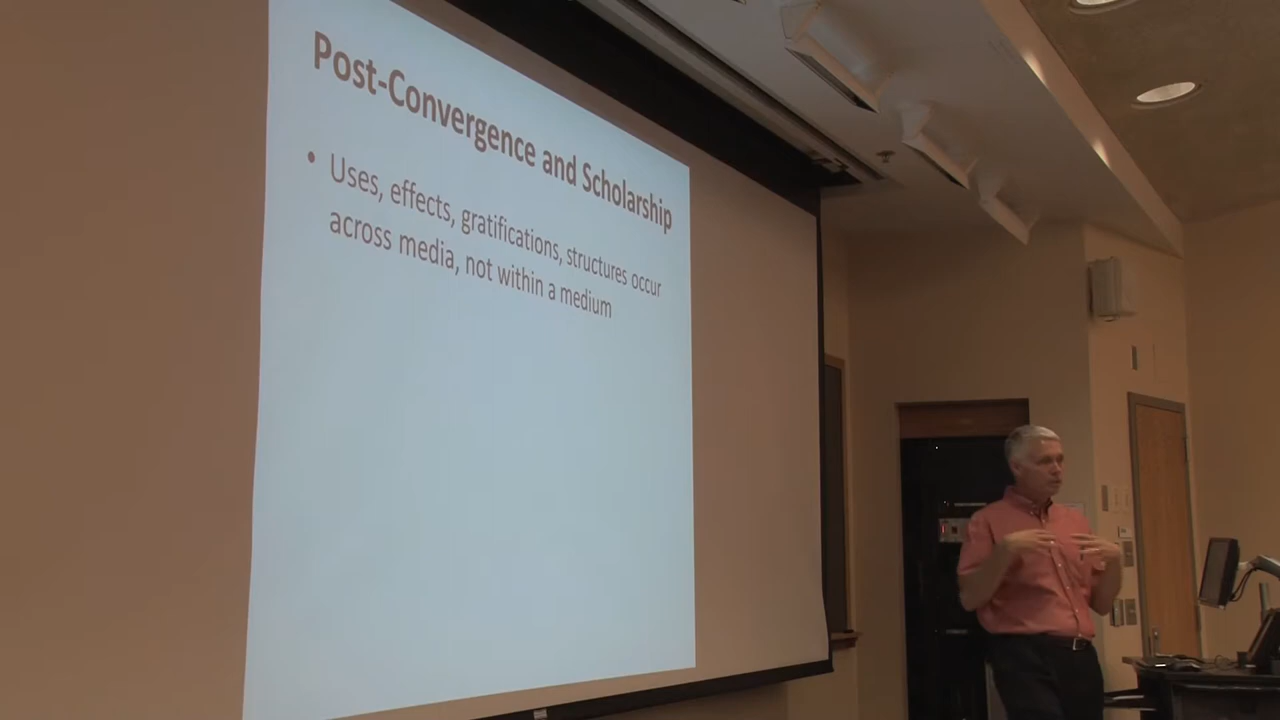 Post-Convergence and Scholarship
• Uses, effects, gratifications, structures occur
across media, not within a medium